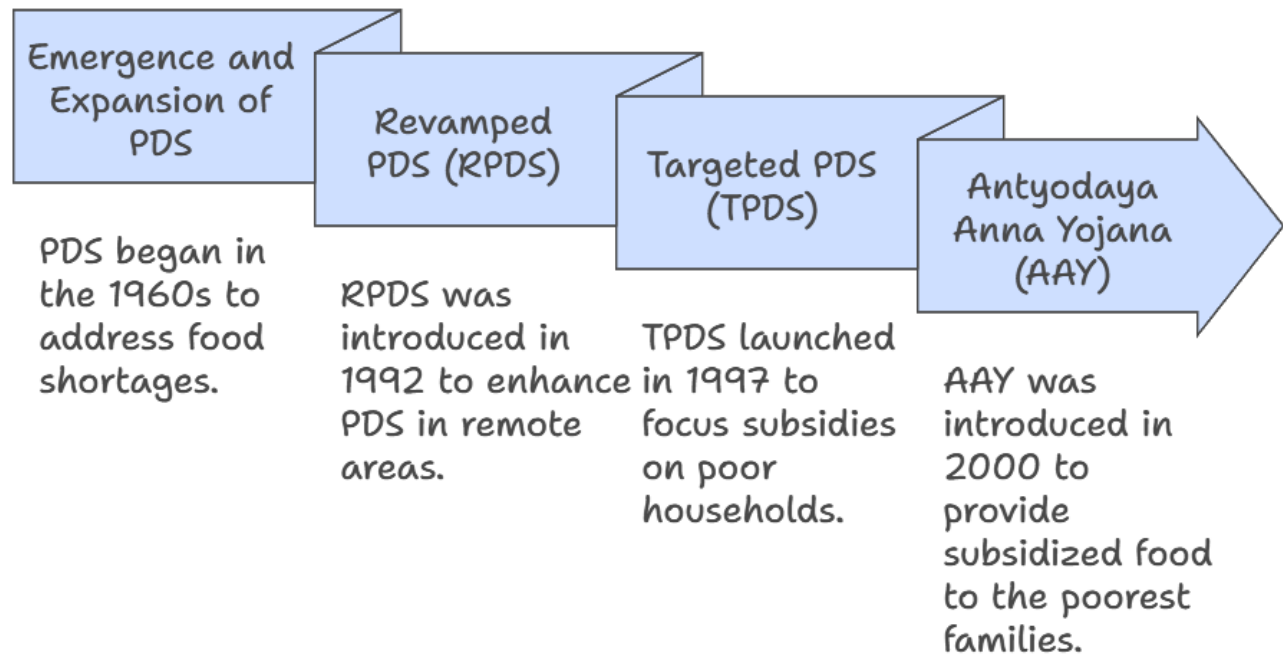 Emergence and
Expansion of
PDS
PDS began in
the 1960s to
address food
shortages.
Revamped
PDS (RPDS)
RPDS was
introduced in
1992 to enhance
PDS in remote
areas.
Targeted PDS
(TPDS)
TPDS launched
in 1997 to
focus subsidies
on poor
households.
Antyodaya
Anna Yojana
(AAY)
AAY was
introduced in
2000 to
provide
subsidized food
to the poorest
families.